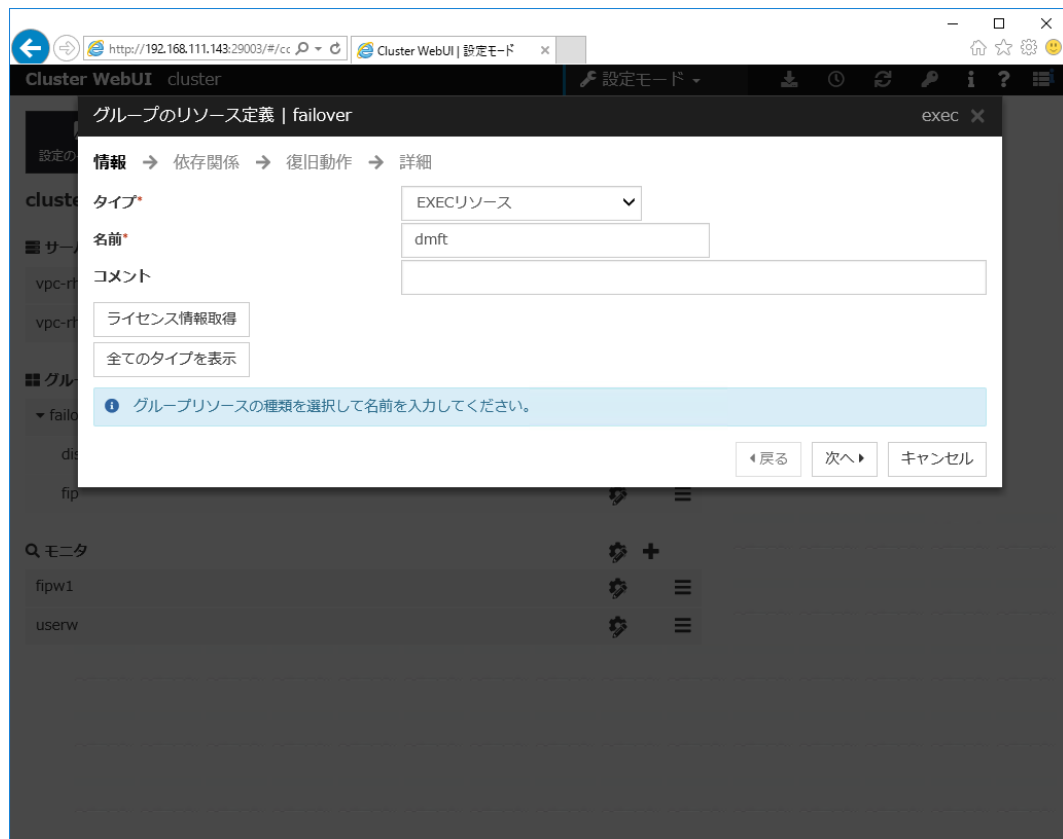 http://192.168.111.143:29003/#/cc
Cluster WebUI | 設定モード
Cluster WebUI cluster
設定モード
グループのリソース定義 | failover
exec
設定の
情報 → 依存関係 → 復旧動作 → 詳細
タイプ*
EXECリソース
名前*
dmft
コメント
ライセンス情報取得
全てのタイプを表示
グループリソースの種類を選択して名前を入力してください。
戻る
次へ
キャンセル
cluste
サー
vpc-rh
vpc-rh
グルー
failo
dis
fip
モニタ
fipw1
userw